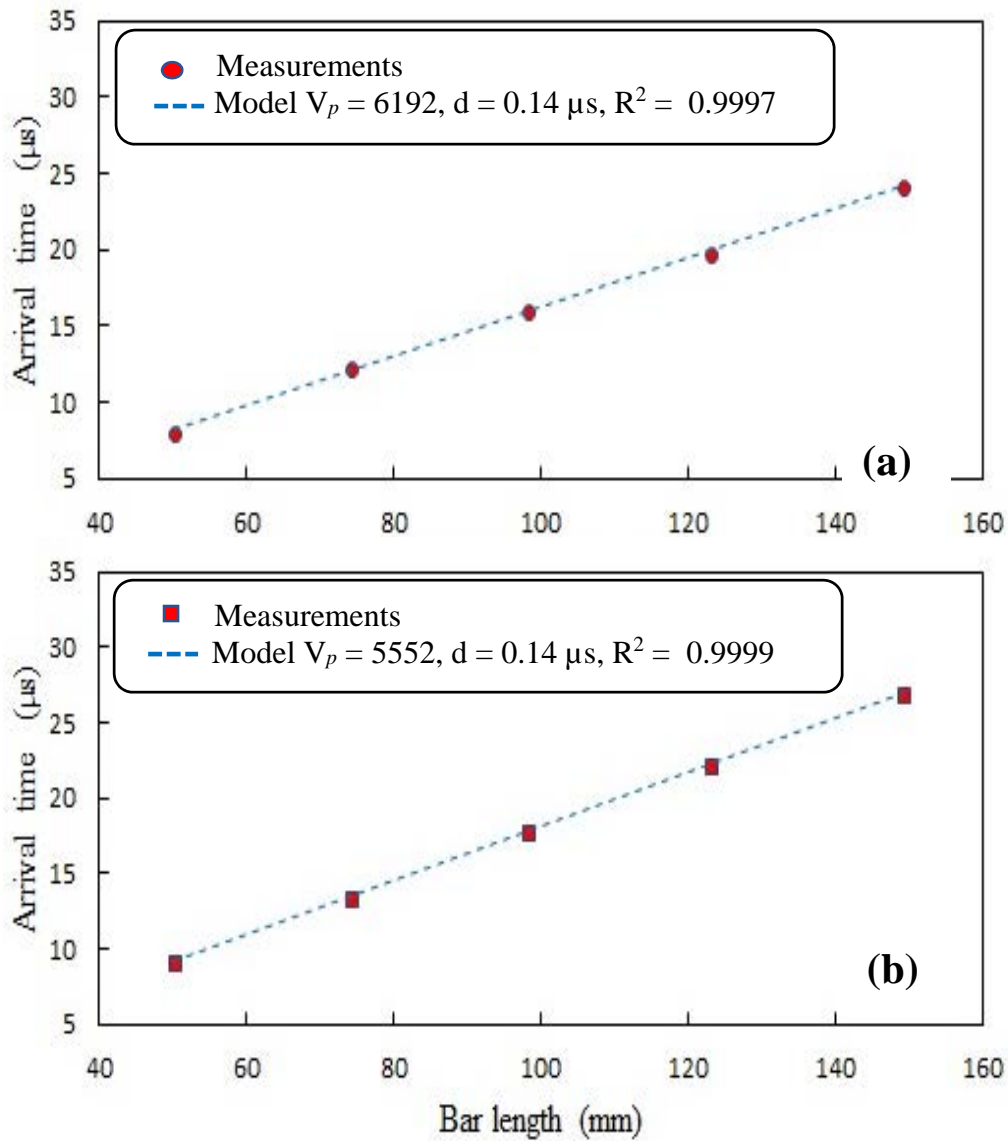 35
30
25
20
15
10
5
Arrival time (µs)
Measurements
Model Vp = 6192, d = 0.14 µs, R² = 0.9997
(a)
40 60 80 100 120 140 160
35
30
25
20
15
10
5
Arrival time (µs)
Measurements
Model Vp = 5552, d = 0.14 µs, R² = 0.9999
(b)
40 60 80 100 120 140 160
Bar length (mm)